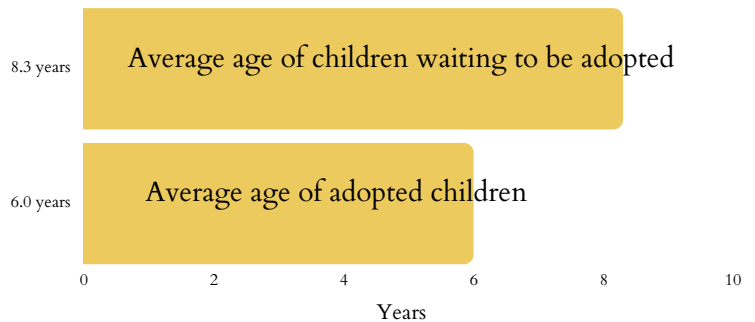 8.3 years
Average age of children waiting to be adopted
6.0 years
Average age of adopted children
0 2 4 6 8 10
Years